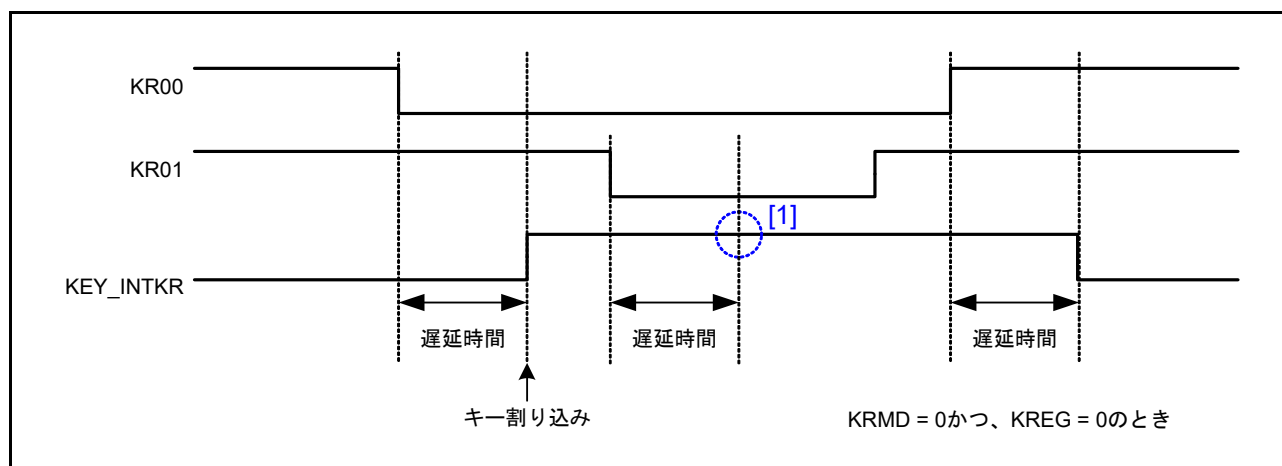 KR00
KR01
[1]
KEY_INTKR
遅延時間
遅延時間
遅延時間
キー割り込み
KRMD = 0かつ、KREG = 0のとき